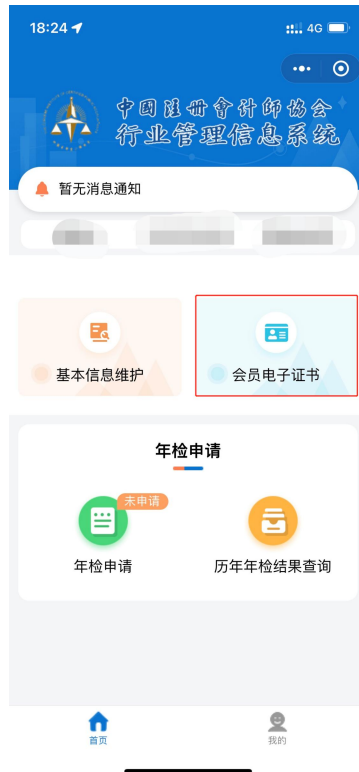 18:24
4G
中国注册会计师协会
行业管理信息系统
暂无消息通知
基本信息维护
会员电子证书
年检申请
未申请
年检申请
历年年检结果查询
首页
我的